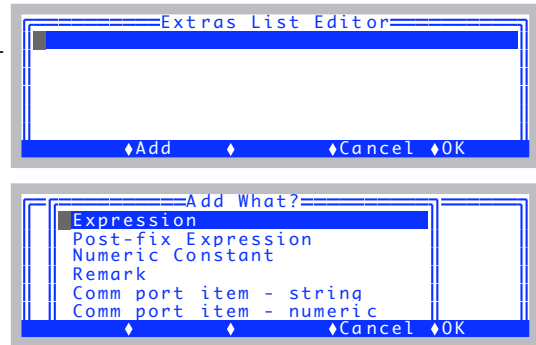 Extras List Editor
♦Add ♦ ♦Cancel ♦OK
Add What?
Expression
Post-fix Expression
Numeric Constant
Remark
Comm port item - string
Comm port item - numeric
♦ ♦ ♦Cancel ♦OK